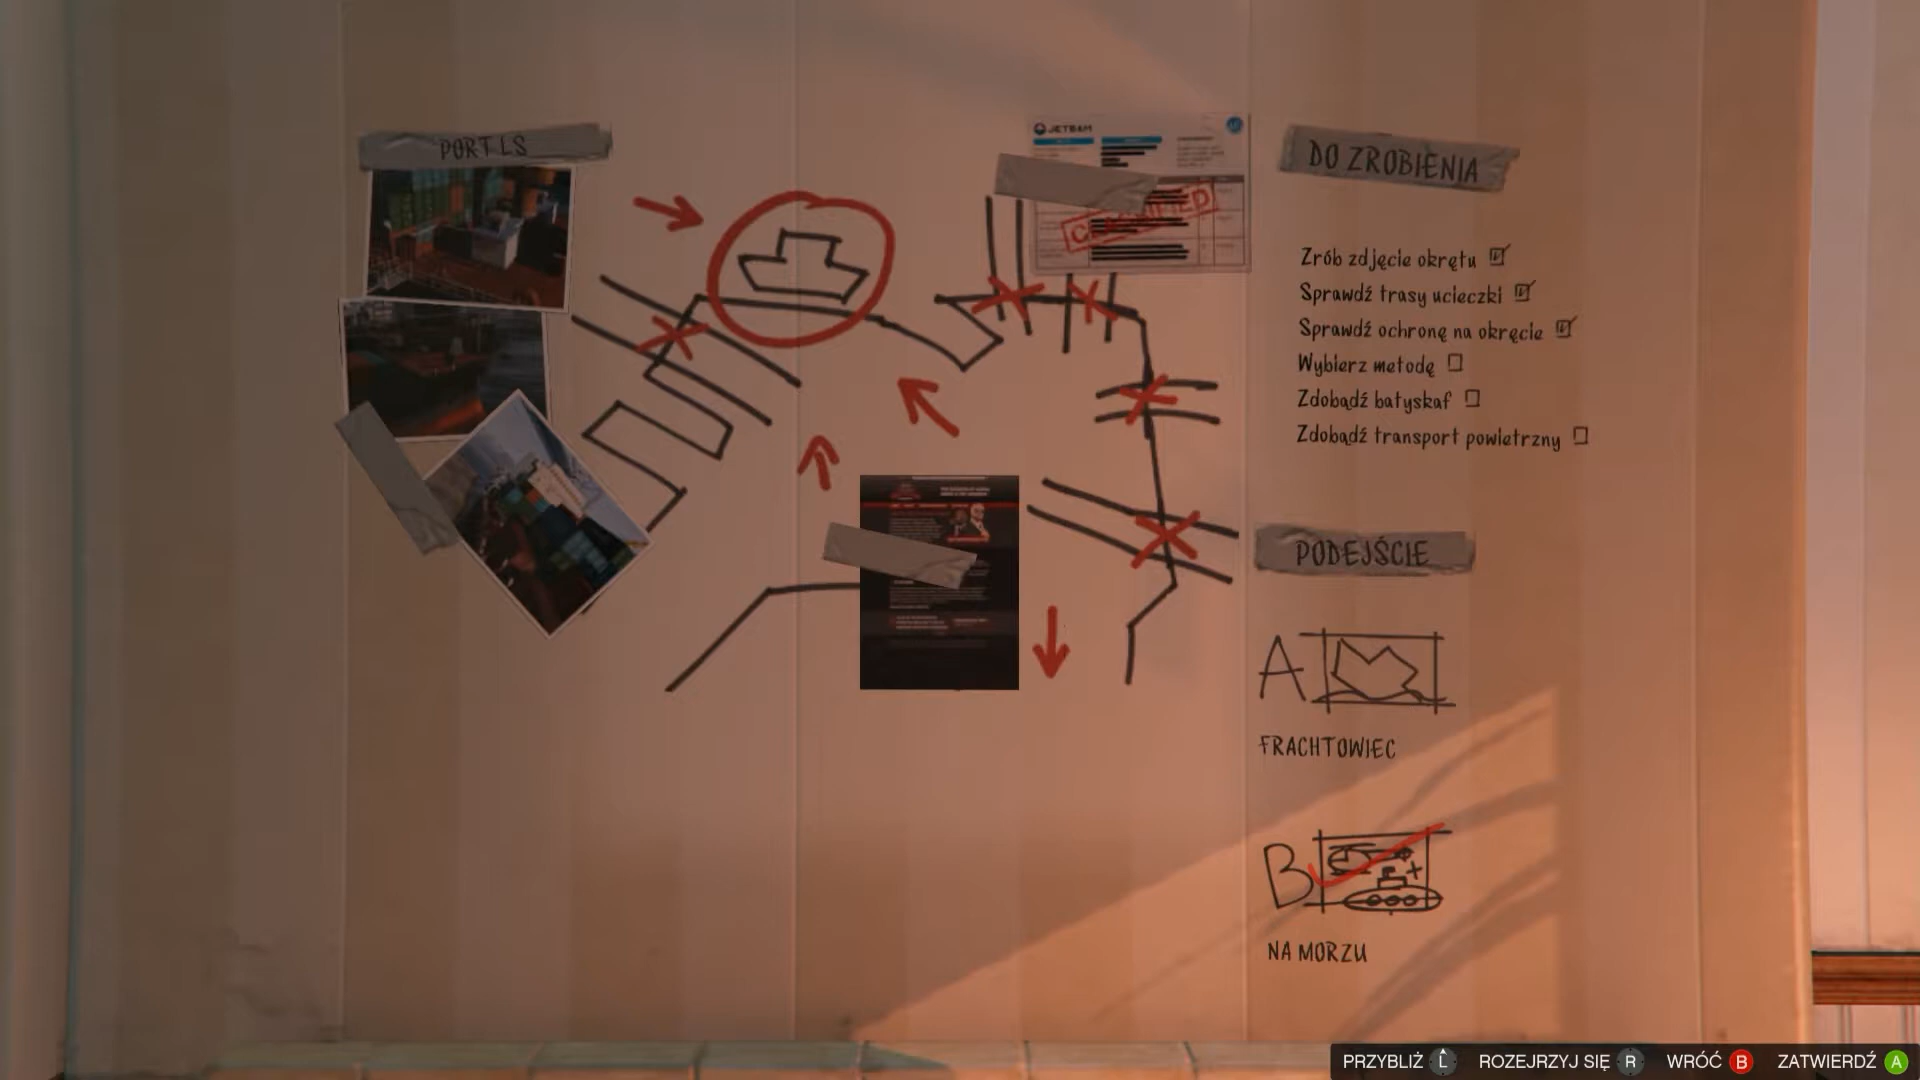 PORT LS
JETSAM
CLASSIFIED
DO ZROBIENIA
Zrób zdjęcie okrętu
Sprawdź trasy ucieczki
Sprawdź ochronę na okręcie
Wybierz metodę
Zdobądź batyskaf
Zdobądź transport powietrzny
PODEJŚCIE
A
FRACHTOWIEC
B
NA MORZU
PRZYBLIŻ L ROZEJRZYJ SIĘ R WRÓĆ B ZATWIERDŹ A